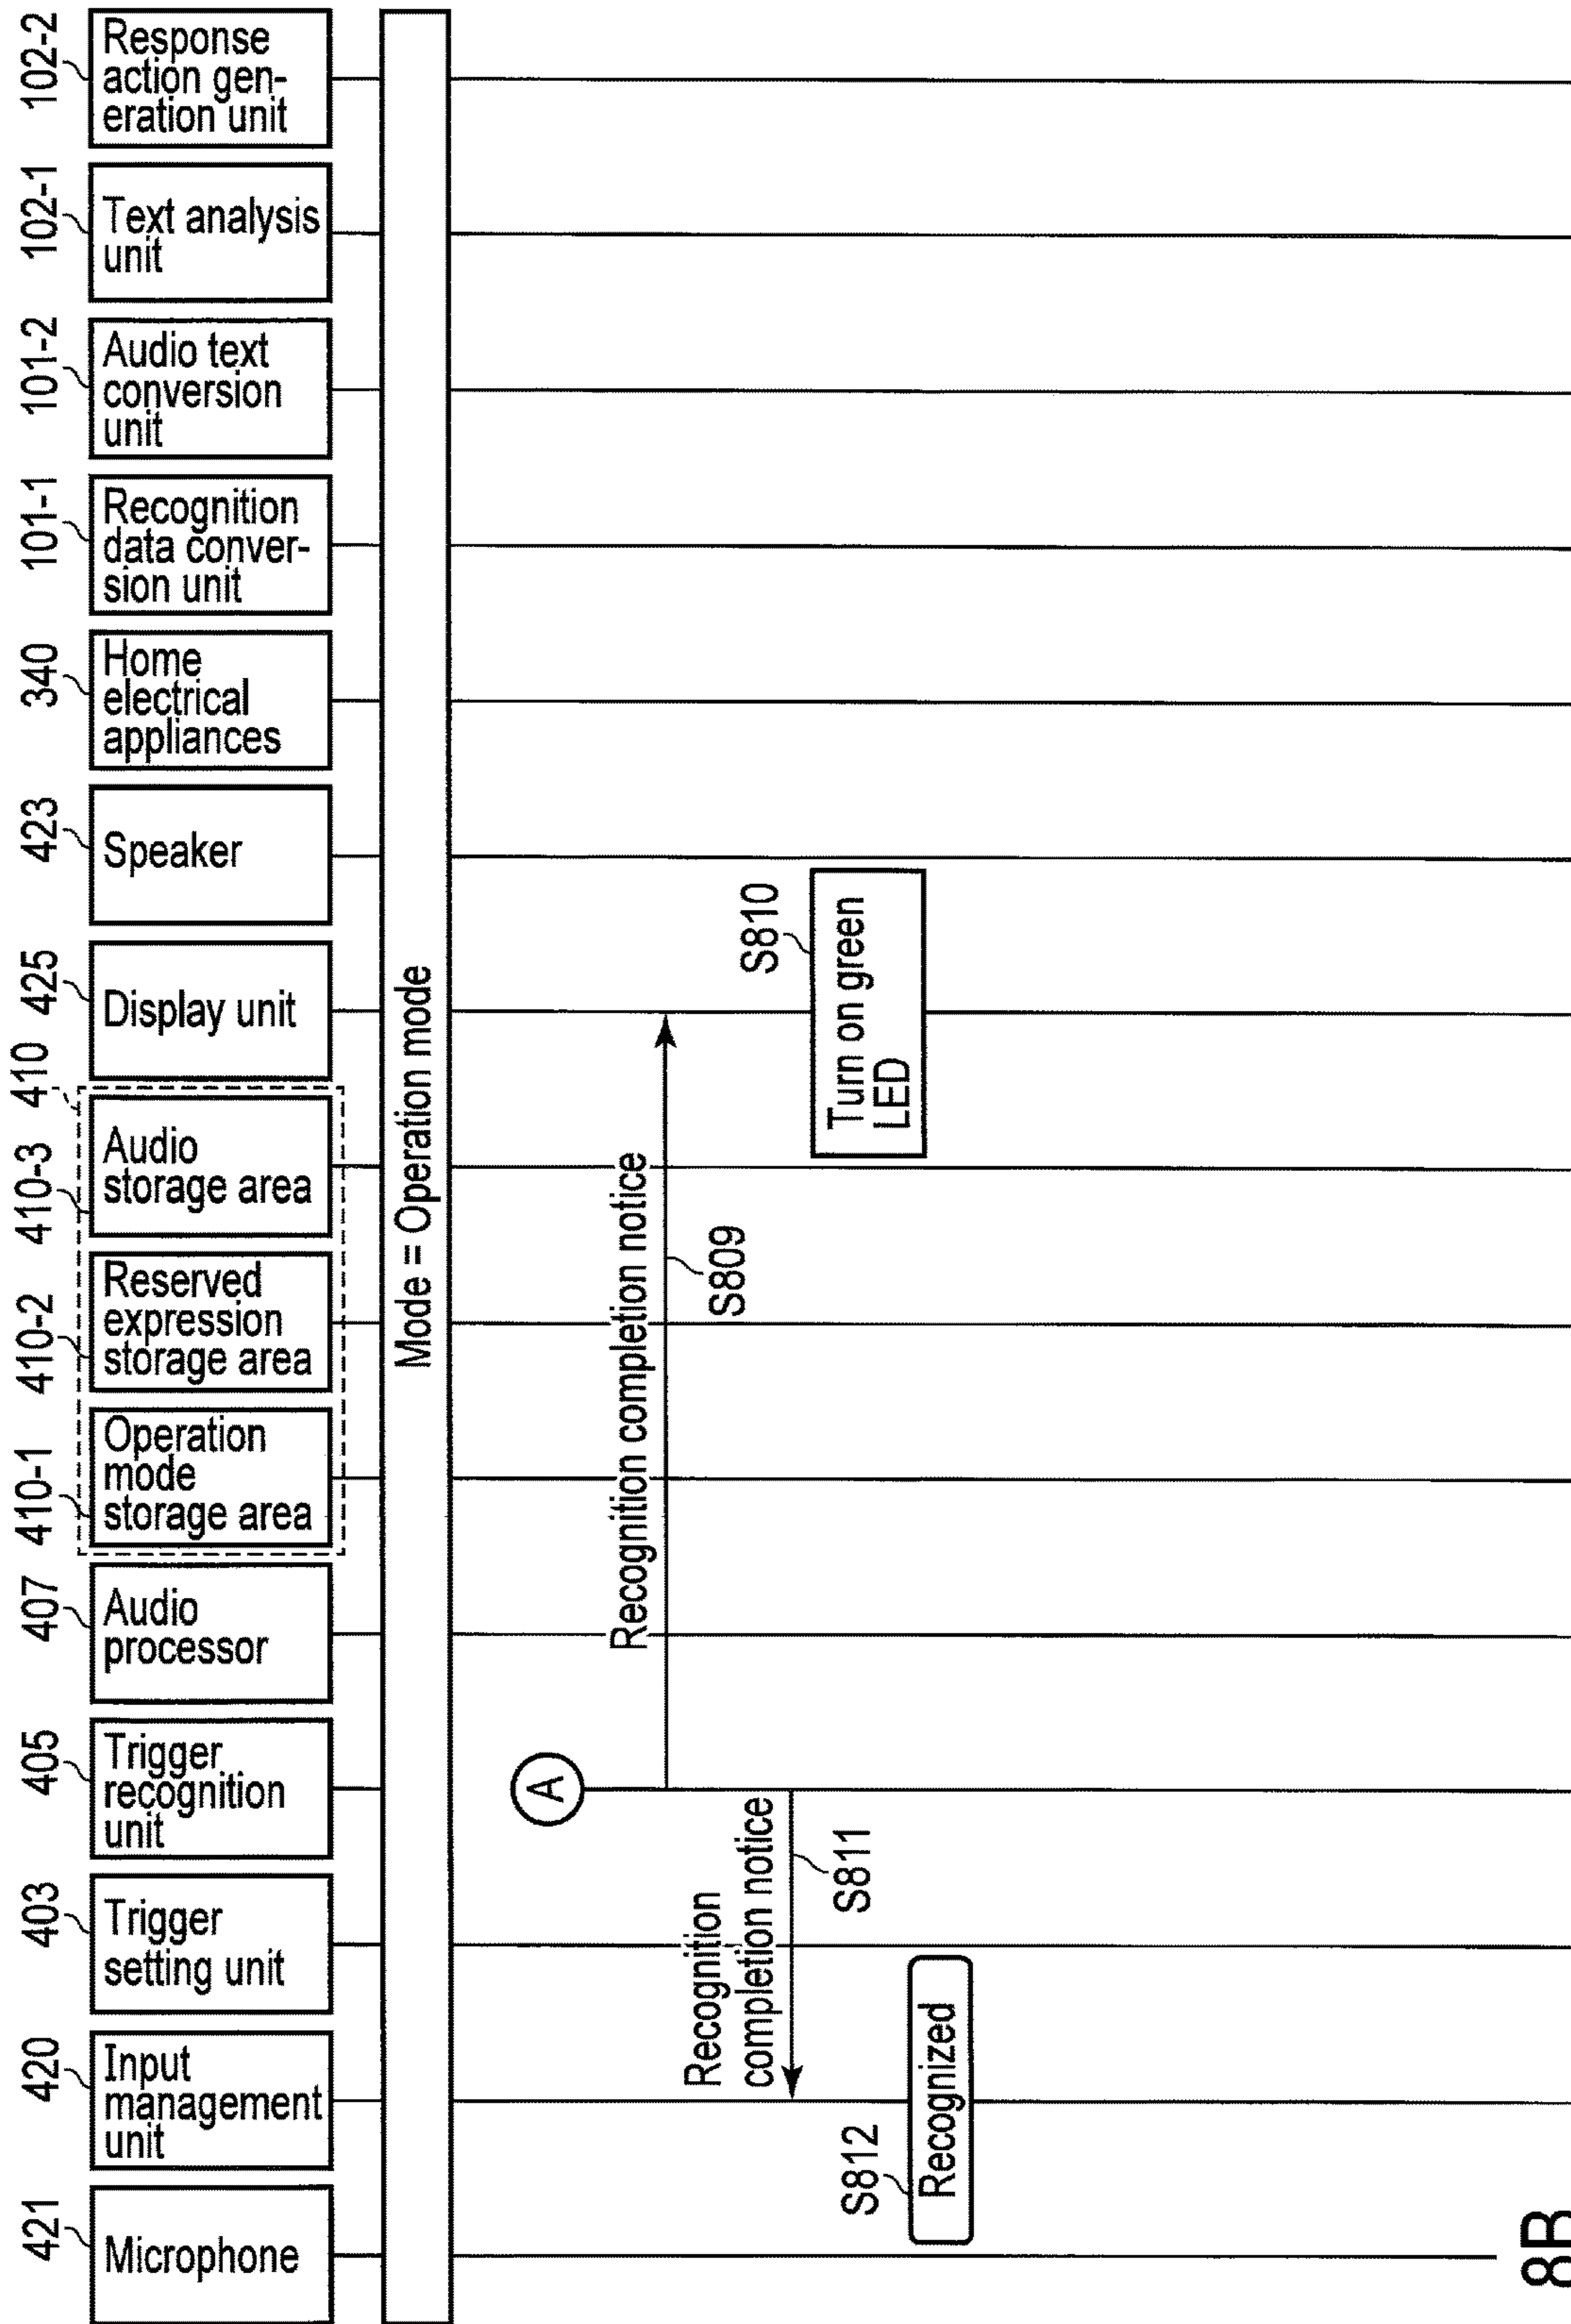 421
Microphone
420
Input
management
unit
403
Trigger
setting unit
405
Trigger
recognition
unit
407
Audio
processor
410
410-1
Operation
mode
storage area
410-2
Reserved
expression
storage area
410-3
Audio
storage area
425
Display unit
423
Speaker
340
Home
electrical
appliances
101-1
Recognition
data conver-
sion unit
101-2
Audio text
conversion
unit
102-1
Text analysis
unit
102-2
Response
action gen-
eration unit
Mode = Operation mode
A
Recognition completion notice
S809
S810
Turn on green
LED
Recognition
completion notice
S811
S812
Recognized
8B